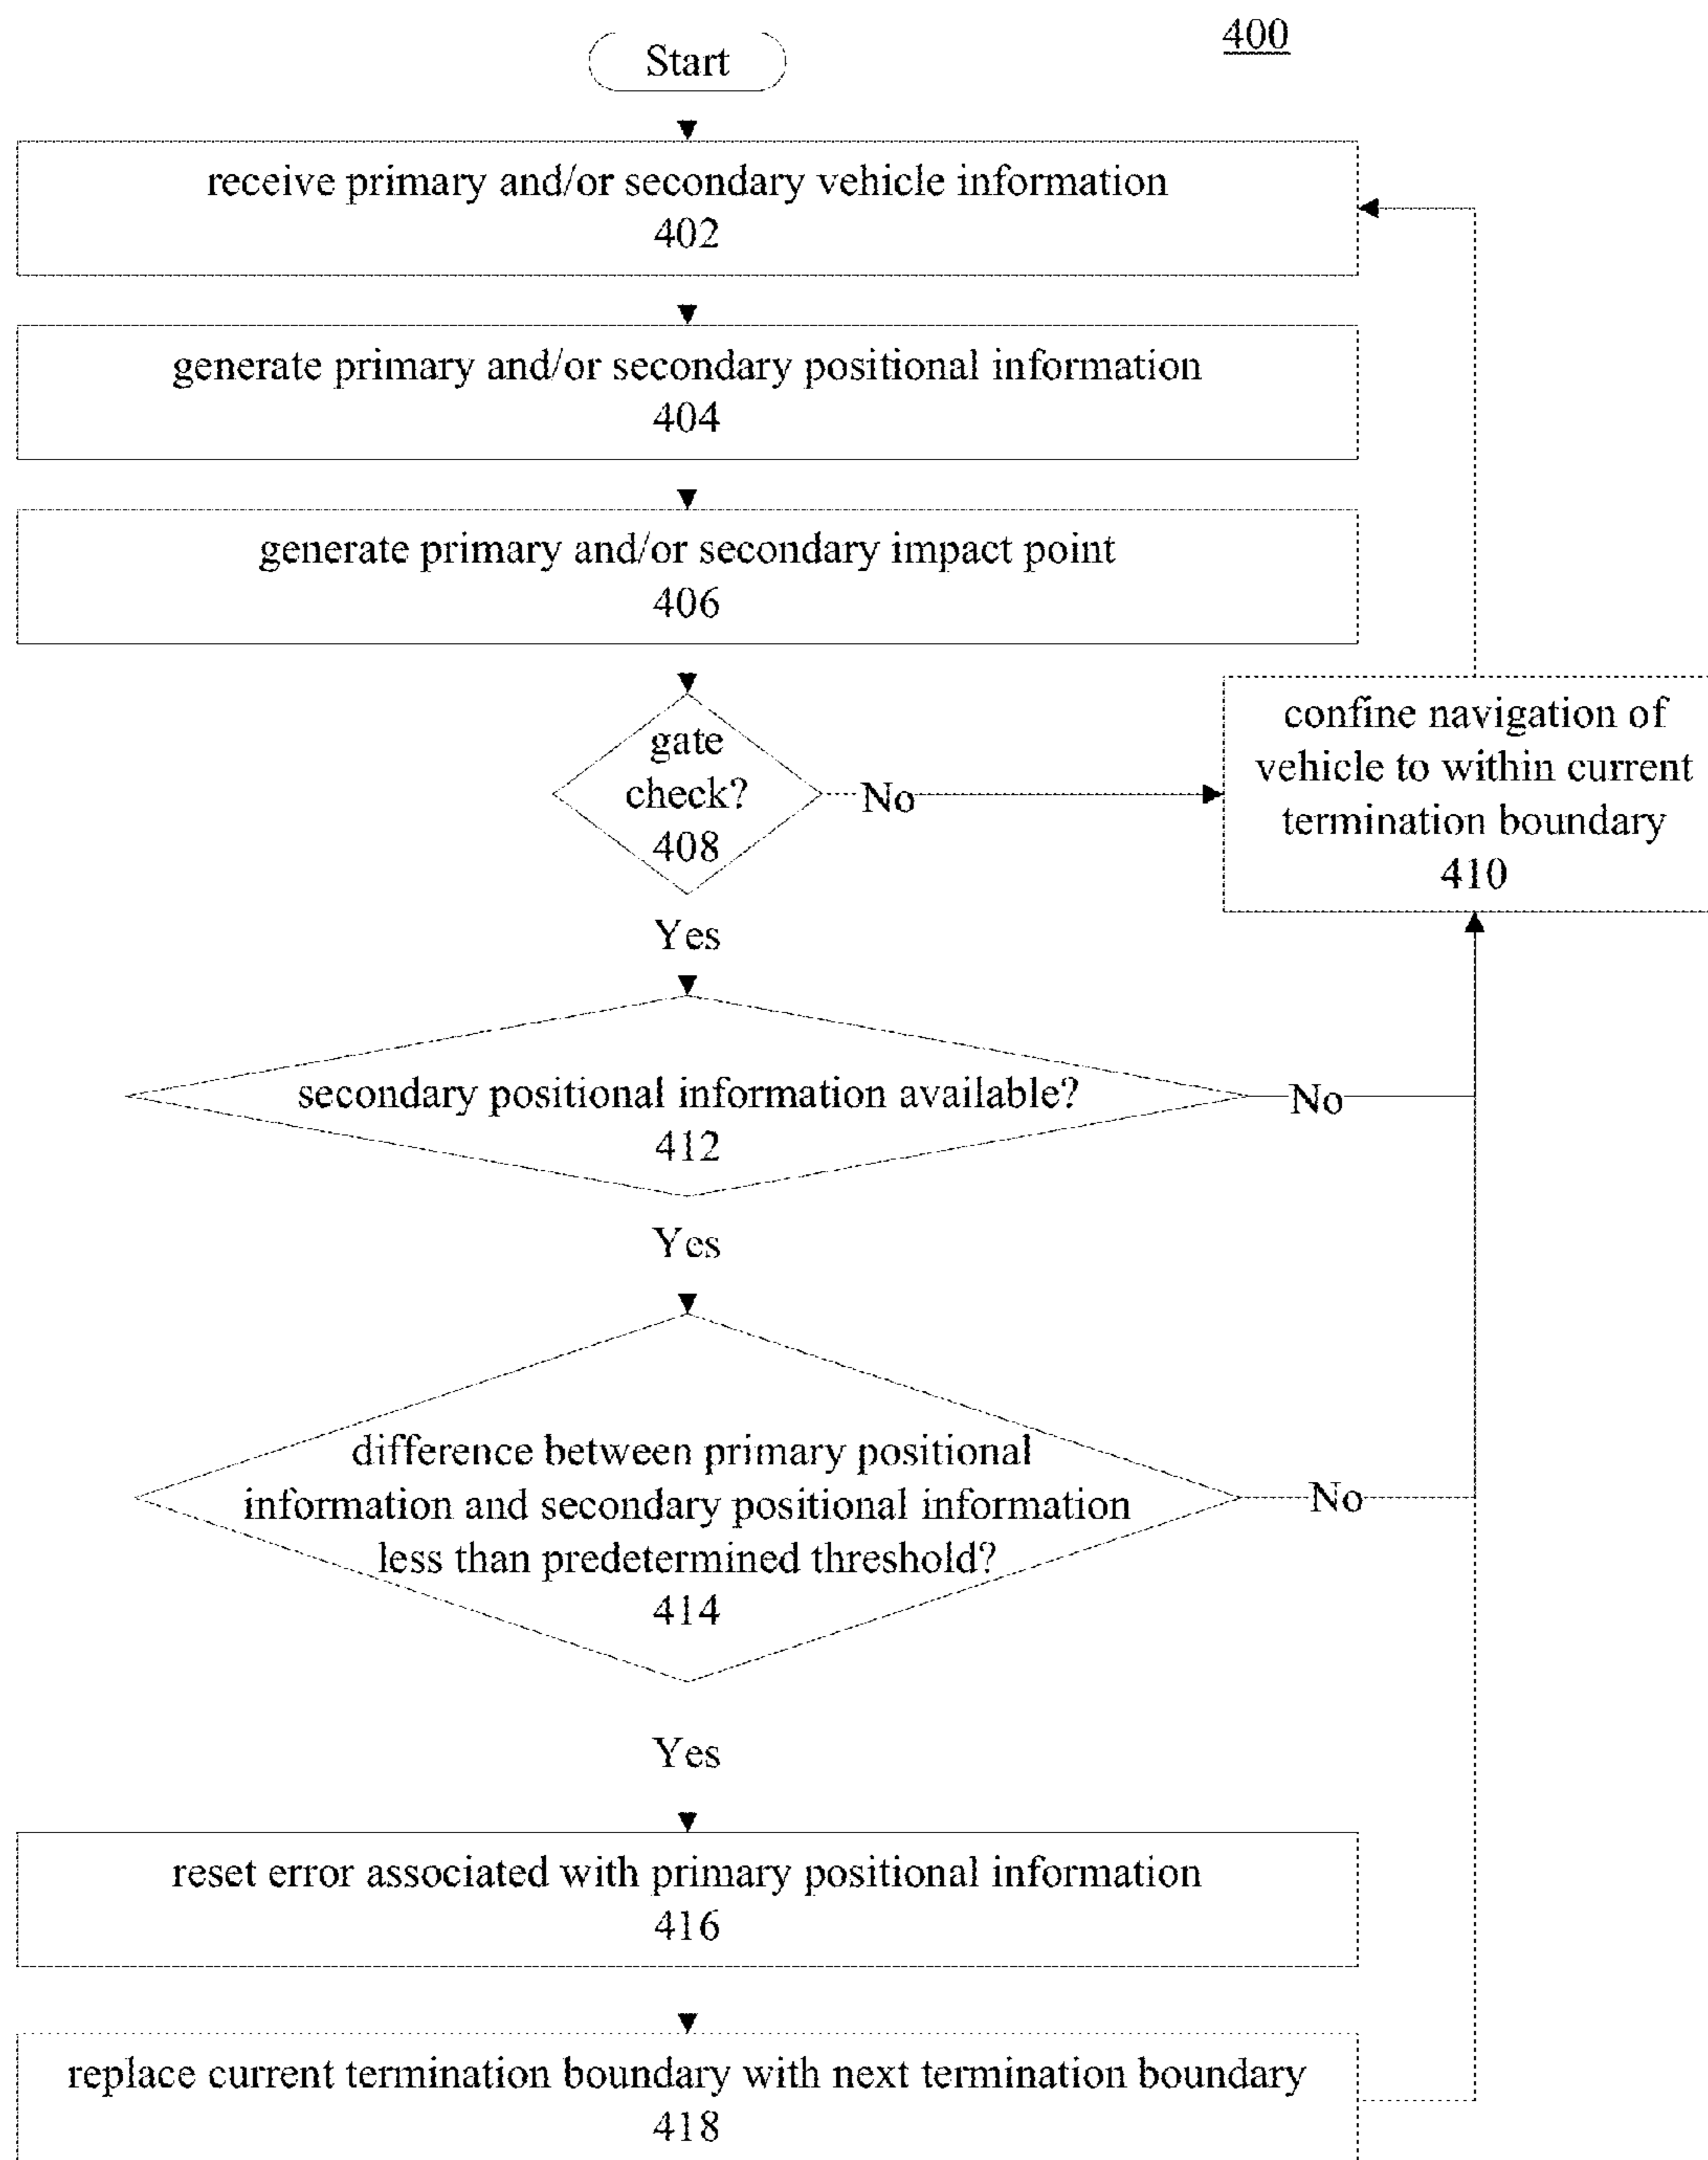 400
Start
receive primary and/or secondary vehicle information
402
generate primary and/or secondary positional information
404
generate primary and/or secondary impact point
406
gate
check?
408
No
confine navigation of
vehicle to within current
termination boundary
410
Yes
secondary positional information available?
412
No
Yes
difference between primary positional
information and secondary positional information
less than predetermined threshold?
414
No
Yes
reset error associated with primary positional information
416
replace current termination boundary with next termination boundary
418